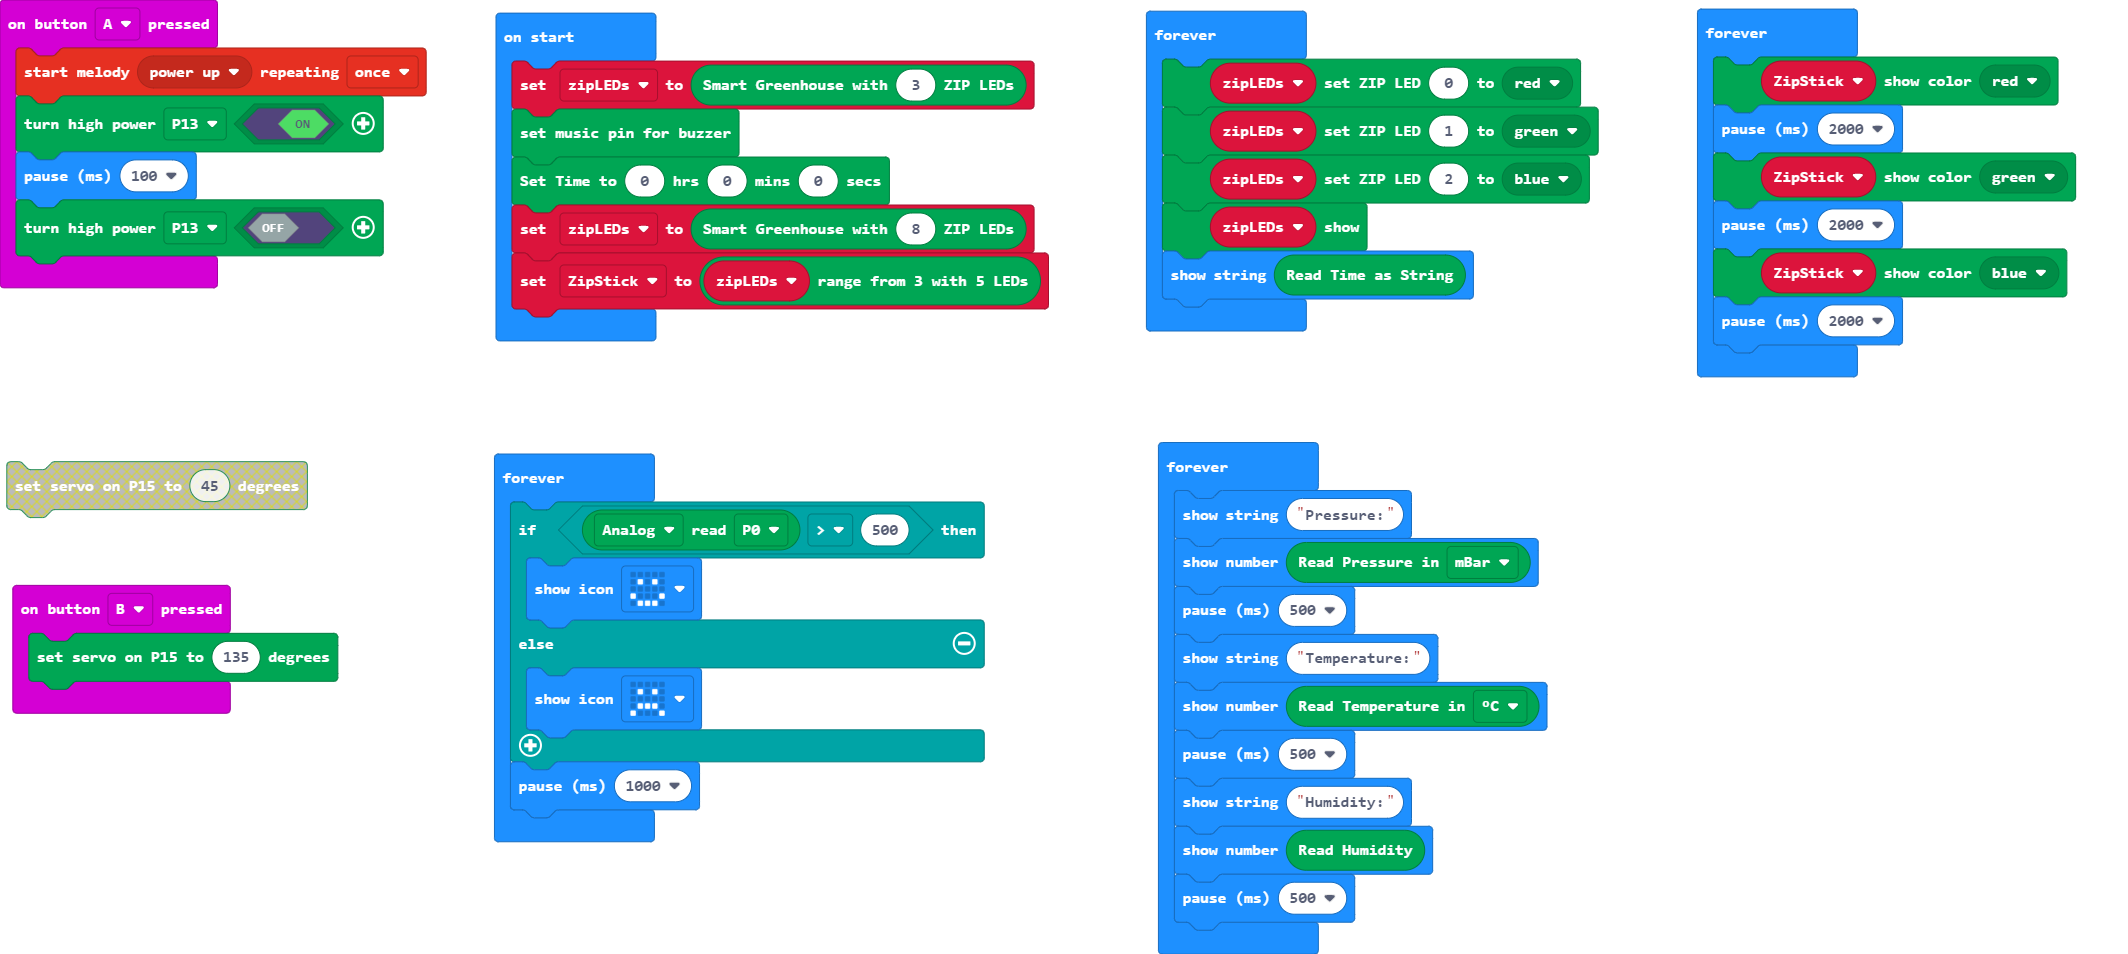 on button A pressed
start melody power up repeating once
turn high power P13 ON
pause (ms) 100
turn high power P13 OFF
on start
set zipLEDs to Smart Greenhouse with 3 ZIP LEDs
set music pin for buzzer
Set Time to 0 hrs 0 mins 0 secs
set zipLEDs to Smart Greenhouse with 8 ZIP LEDs
set ZipStick to zipLEDs range from 3 with 5 LEDs
forever
zipLEDs set ZIP LED 0 to red
zipLEDs set ZIP LED 1 to green
zipLEDs set ZIP LED 2 to blue
zipLEDs show
show string Read Time as String
forever
ZipStick show color red
pause (ms) 2000
ZipStick show color green
pause (ms) 2000
ZipStick show color blue
pause (ms) 2000
set servo on P15 to 45 degrees
on button B pressed
set servo on P15 to 135 degrees
forever
if Analog read P0 > 500 then
show icon
else
show icon
pause (ms) 1000
forever
show string "Pressure:"
show number Read Pressure in mBar
pause (ms) 500
show string "Temperature:"
show number Read Temperature in ºC
pause (ms) 500
show string "Humidity:"
show number Read Humidity
pause (ms) 500